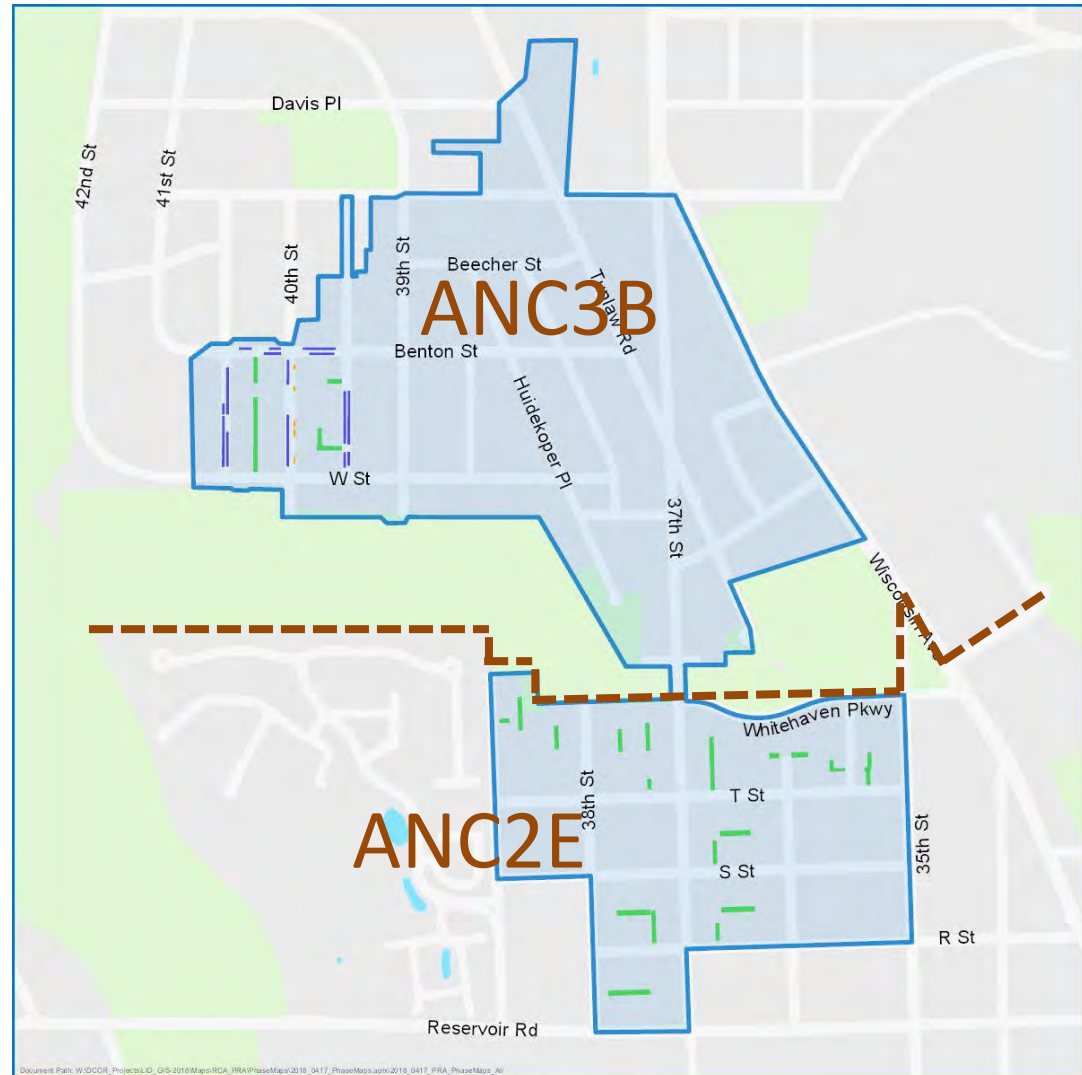 Davis Pl
42nd St
41st St
40th St
39th St
Beecher St
Tunlaw Rd
ANC3B
Benton St
Huidekoper Pl
W St
37th St
Wisconsin Ave
Whitehaven Pkwy
38th St
T St
ANC2E
35th St
S St
R St
Reservoir Rd